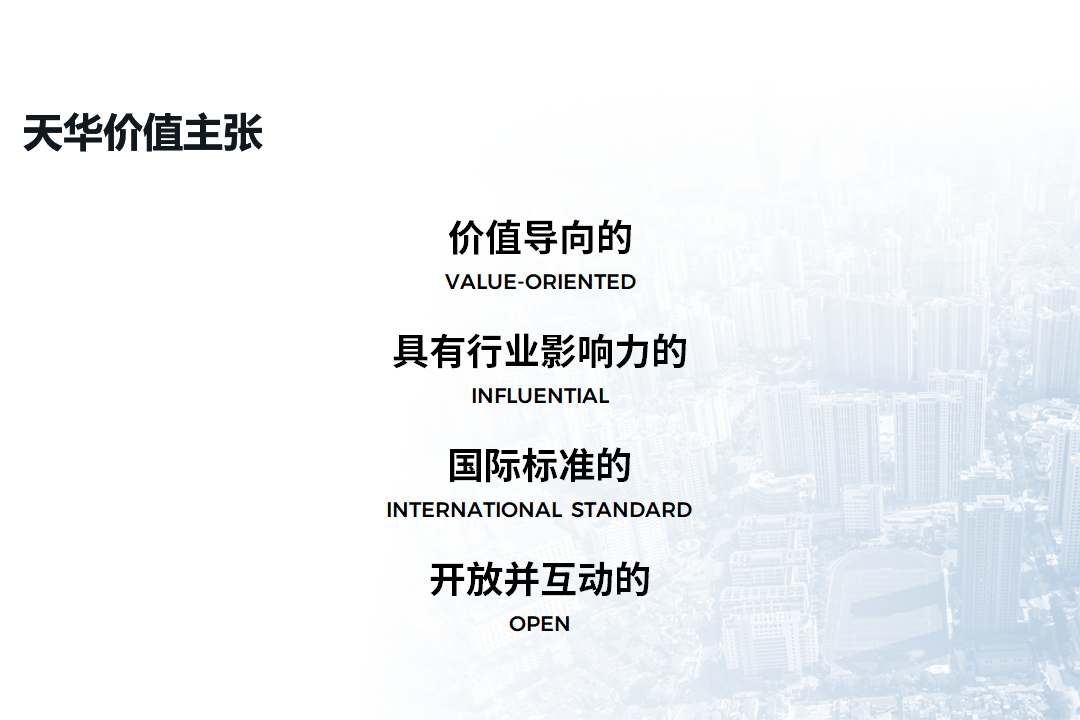 天华价值主张
价值导向的
VALUE-ORIENTED
具有行业影响力的
INFLUENTIAL
国际标准的
INTERNATIONAL STANDARD
开放并互动的
OPEN